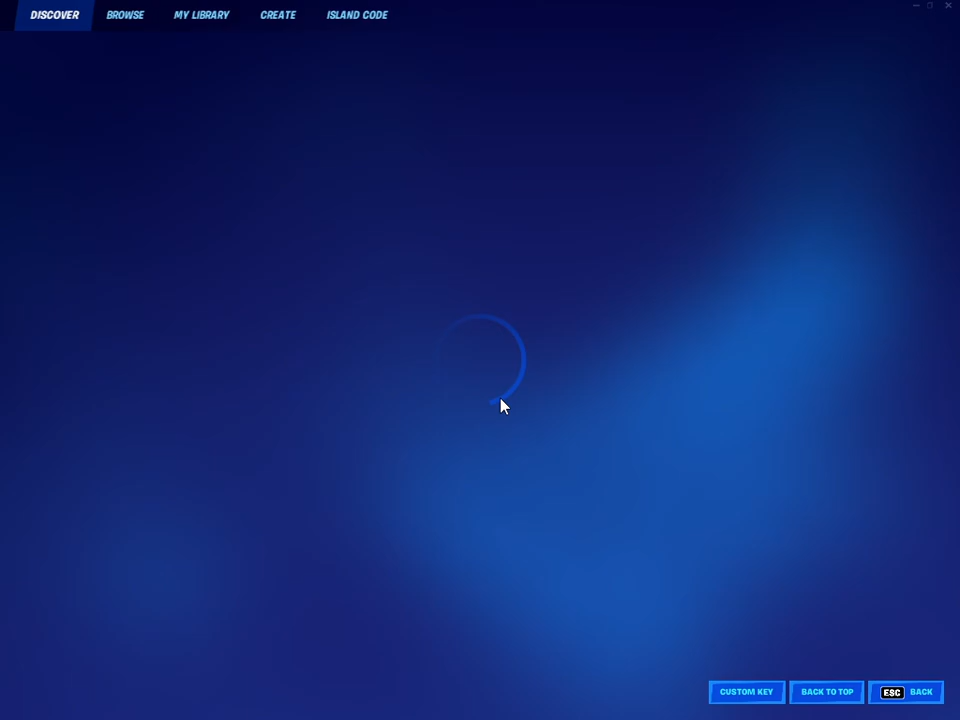 DISCOVER BROWSE MY LIBRARY CREATE ISLAND CODE
CUSTOM KEY BACK TO TOP ESC BACK